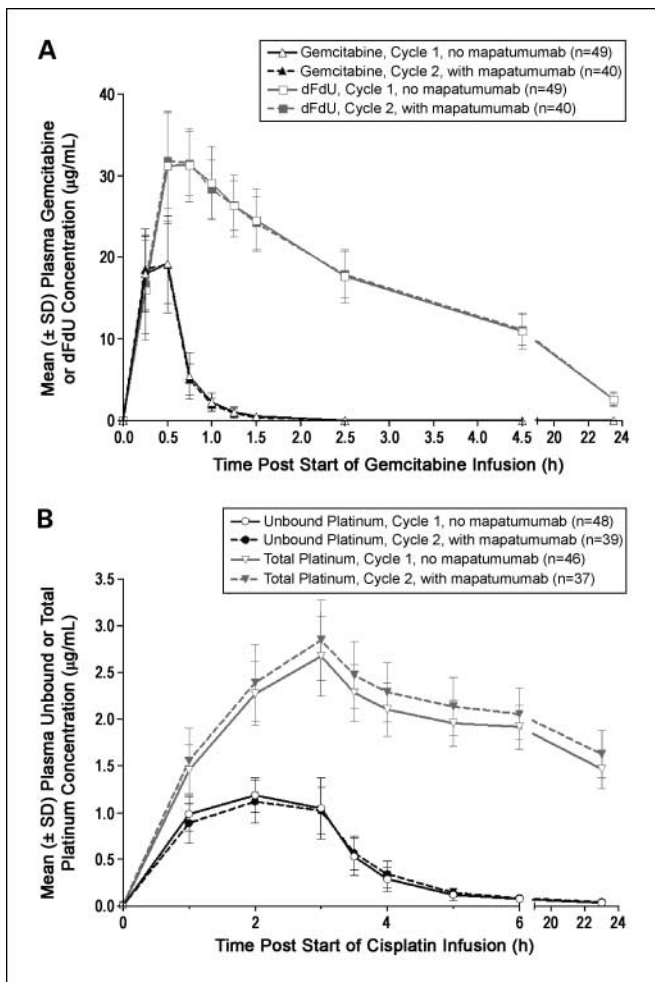 A
Gemcitabine, Cycle 1, no mapatumumab (n=49)
Gemcitabine, Cycle 2, with mapatumumab (n=40)
dFdU, Cycle 1, no mapatumumab (n=49)
dFdU, Cycle 2, with mapatumumab (n=40)
Mean (± SD) Plasma Gemcitabine
or dFdU Concentration (µg/mL)
40
30
20
10
0
0.0 0.5 1.0 1.5 2.0 2.5 3.0 3.5 4.0 4.5 20 22 24
Time Post Start of Gemcitabine Infusion (h)
B
Unbound Platinum, Cycle 1, no mapatumumab (n=48)
Unbound Platinum, Cycle 2, with mapatumumab (n=39)
Total Platinum, Cycle 1, no mapatumumab (n=46)
Total Platinum, Cycle 2, with mapatumumab (n=37)
Mean (± SD) Plasma Unbound or Total
Platinum Concentration (µg/mL)
3.5
3.0
2.5
2.0
1.5
1.0
0.5
0.0
0 2 4 6 20 22 24
Time Post Start of Cisplatin Infusion (h)